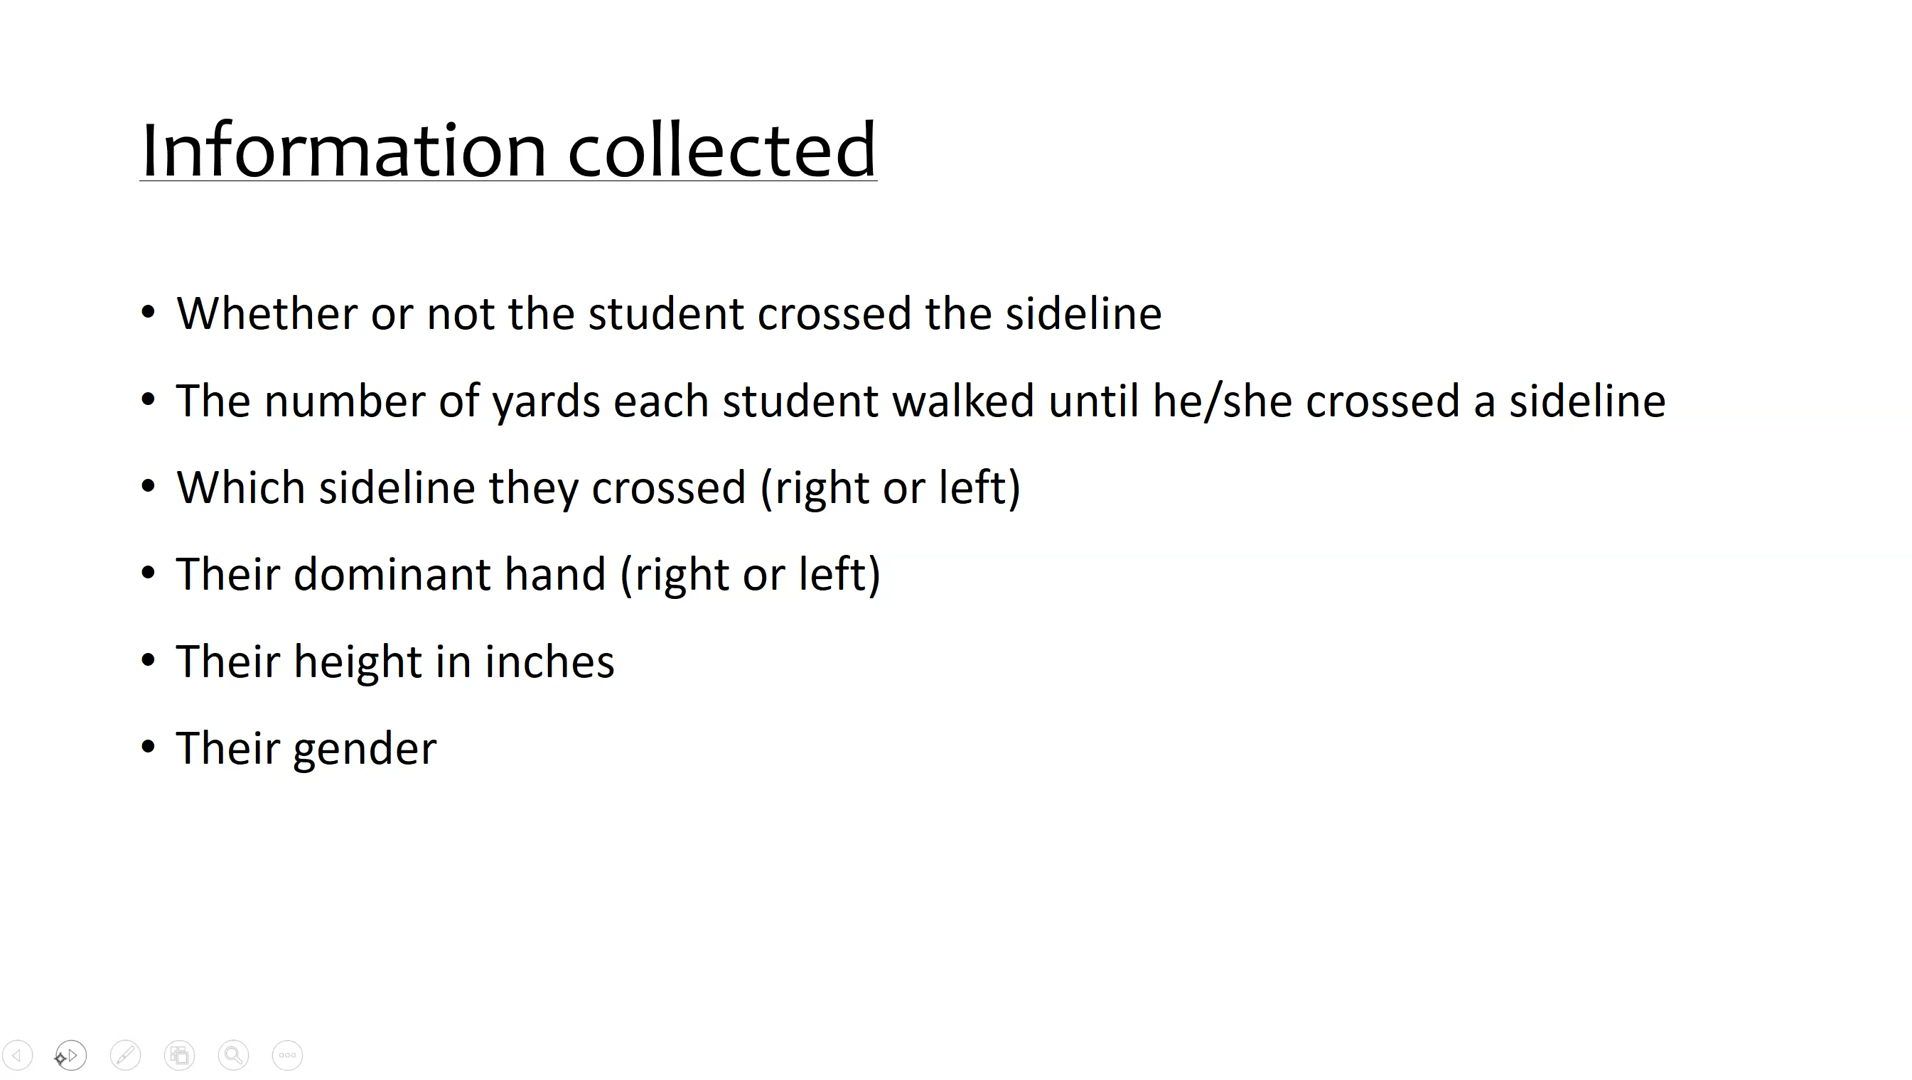 Information collected
• Whether or not the student crossed the sideline
• The number of yards each student walked until he/she crossed a sideline
• Which sideline they crossed (right or left)
• Their dominant hand (right or left)
• Their height in inches
• Their gender